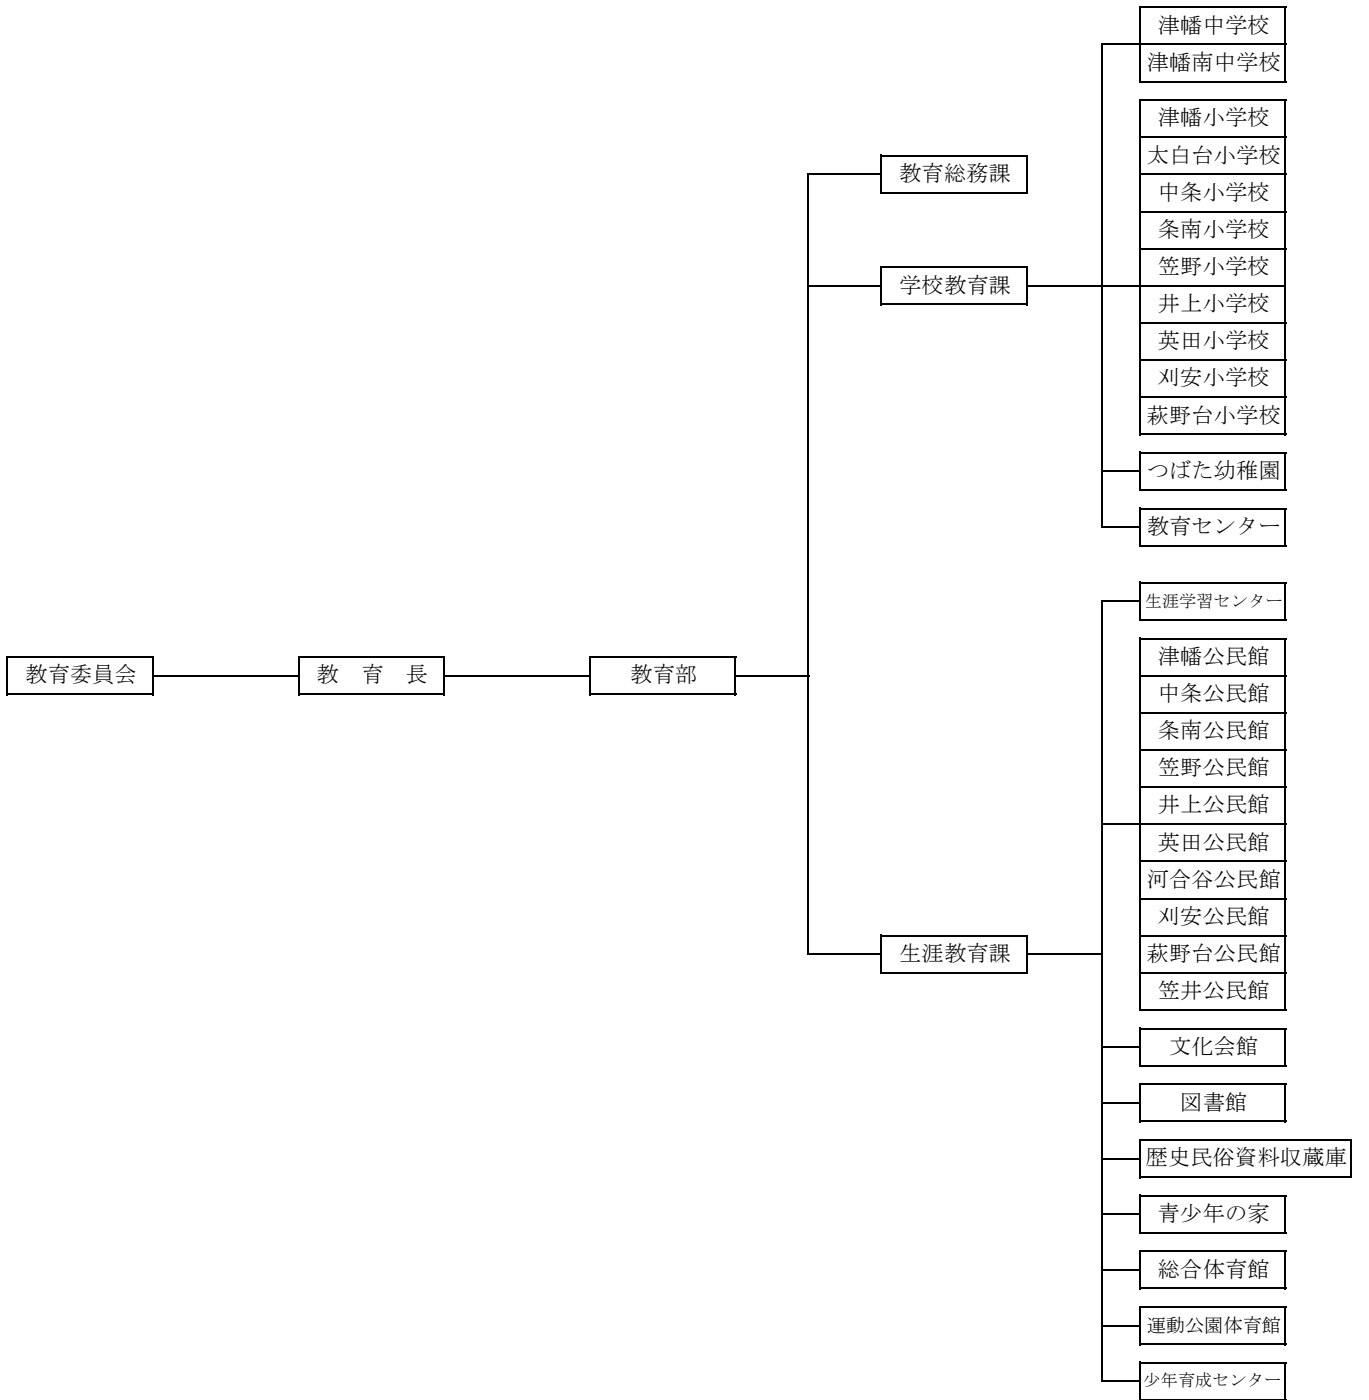 教育委員会
教　育　長
教育部
教育総務課
学校教育課
津幡中学校
津幡南中学校
津幡小学校
太白台小学校
中条小学校
条南小学校
笠野小学校
井上小学校
英田小学校
刈安小学校
萩野台小学校
つばた幼稚園
教育センター
生涯教育課
生涯学習センター
津幡公民館
中条公民館
条南公民館
笠野公民館
井上公民館
英田公民館
河合谷公民館
刈安公民館
萩野台公民館
笠井公民館
文化会館
図書館
歴史民俗資料収蔵庫
青少年の家
総合体育館
運動公園体育館
少年育成センター